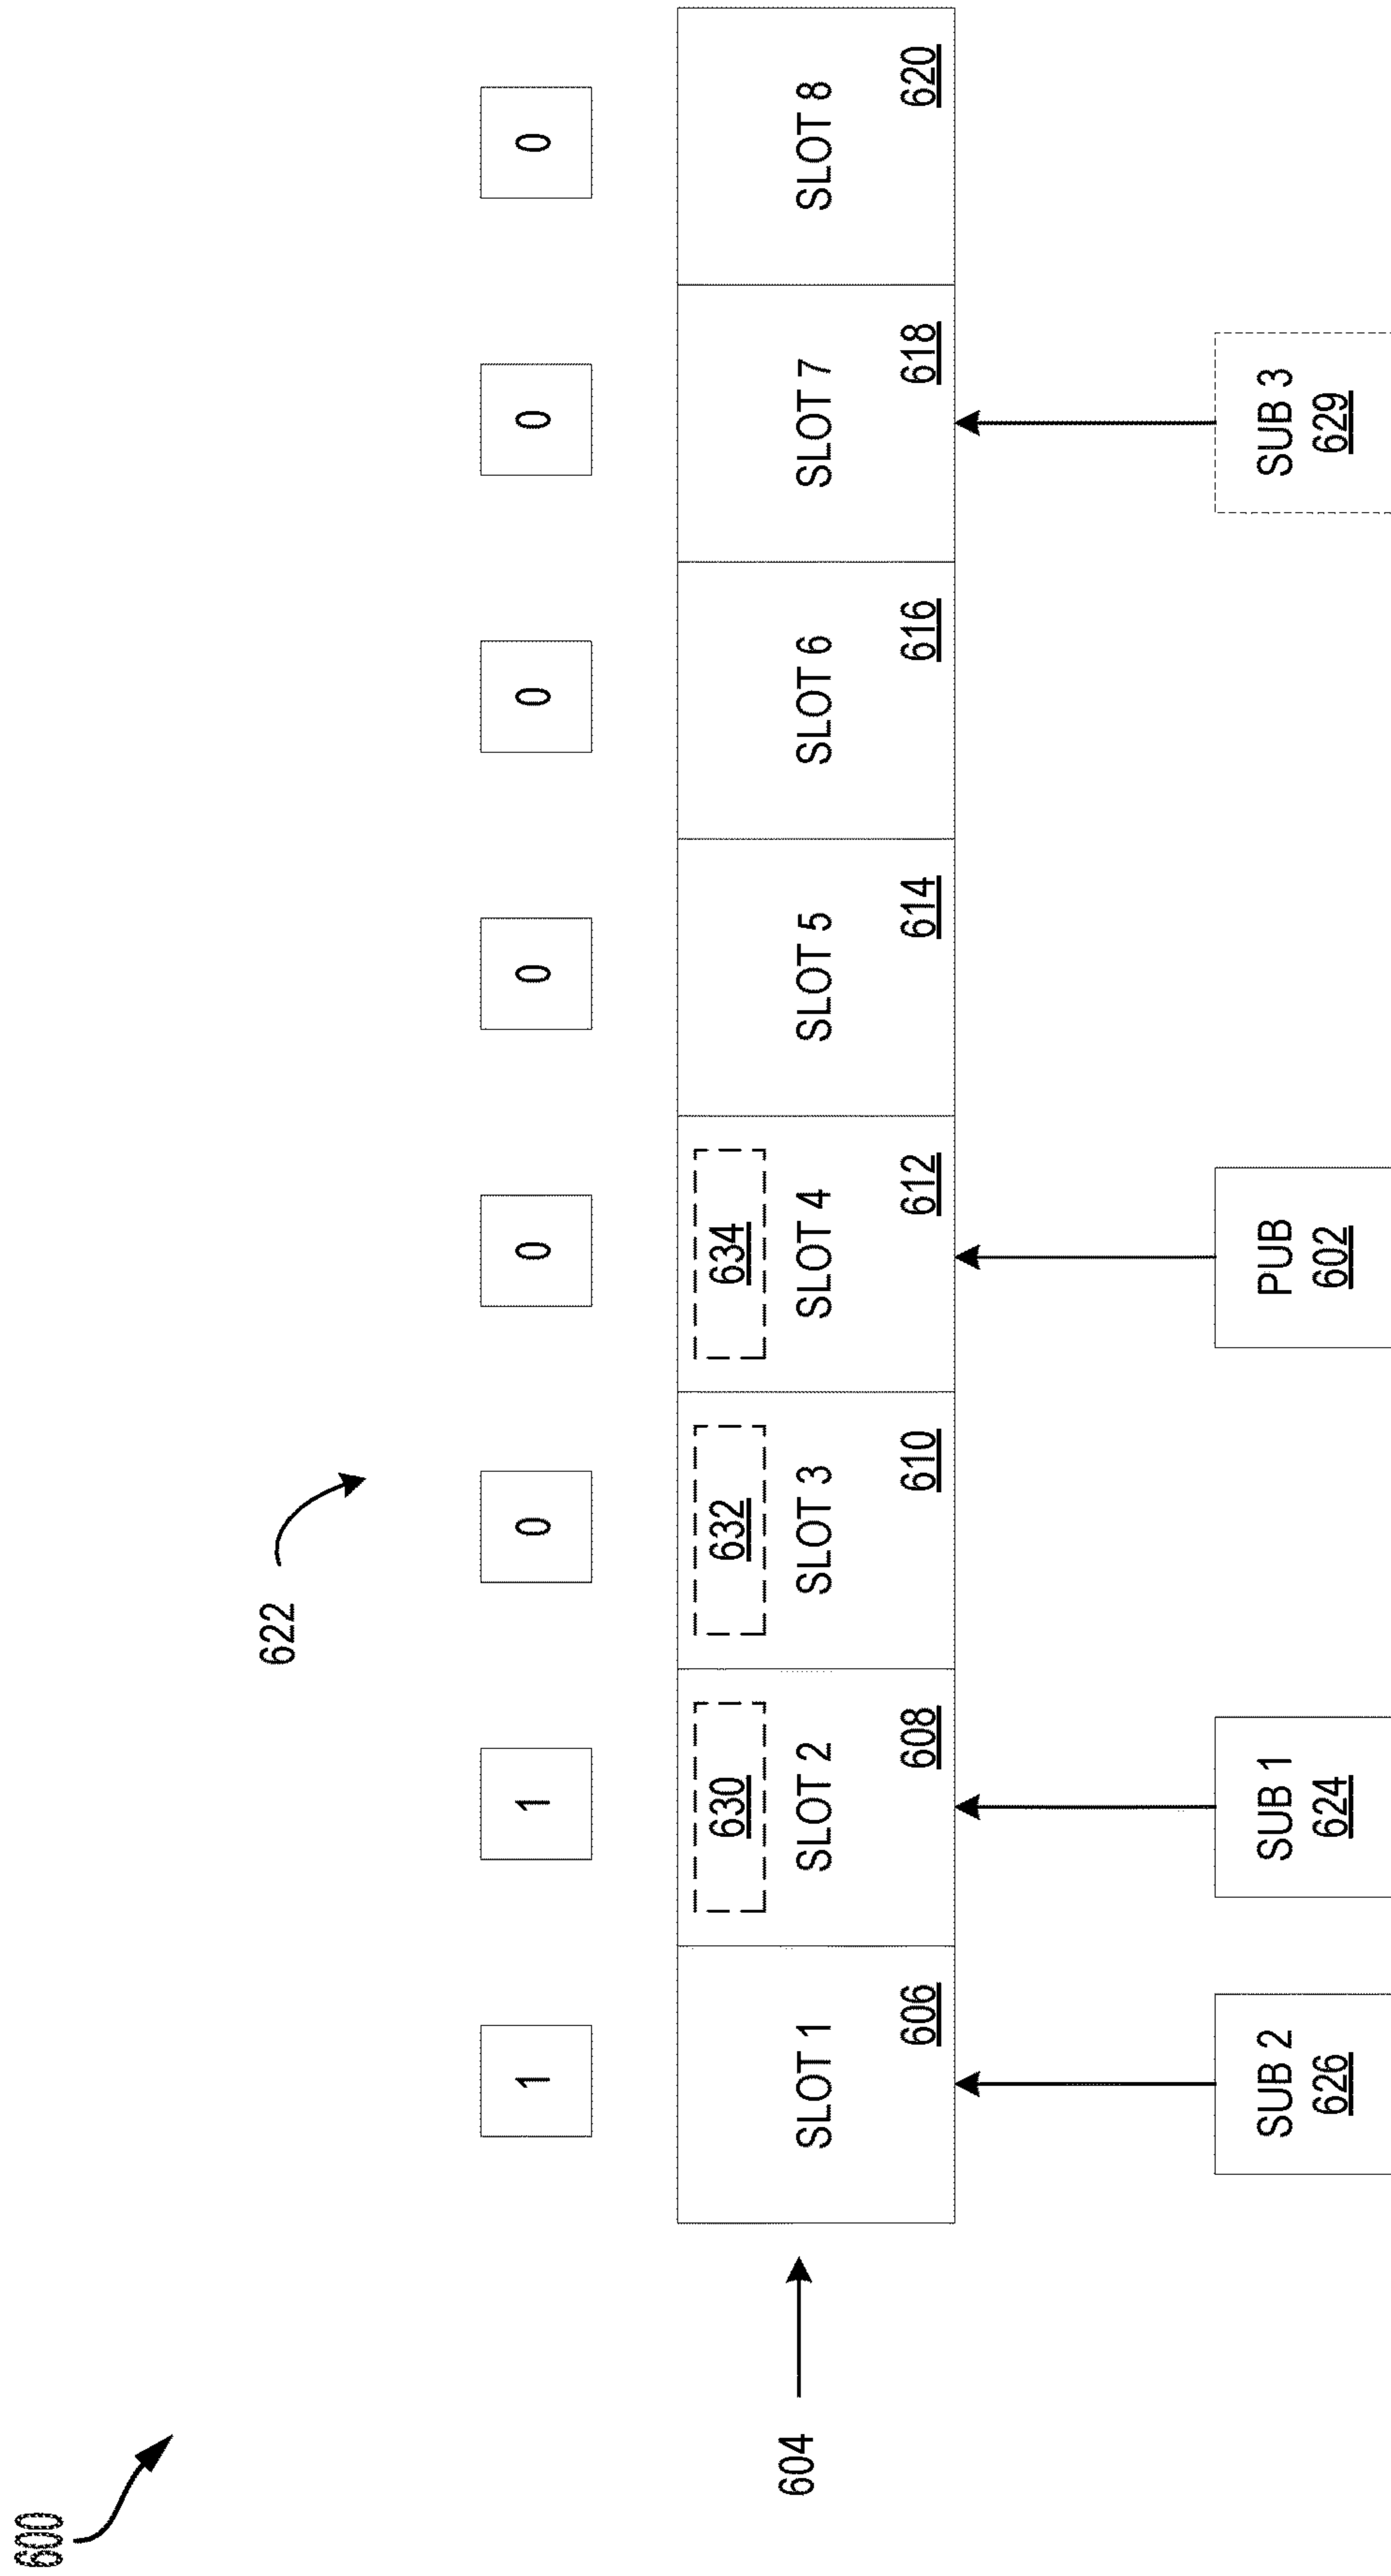 600
622
1
1
0
0
0
0
0
0
604
630
632
634
SLOT 1
SLOT 2
SLOT 3
SLOT 4
SLOT 5
SLOT 6
SLOT 7
SLOT 8
606
608
610
612
614
616
618
620
SUB 2
626
SUB 1
624
PUB
602
SUB 3
629